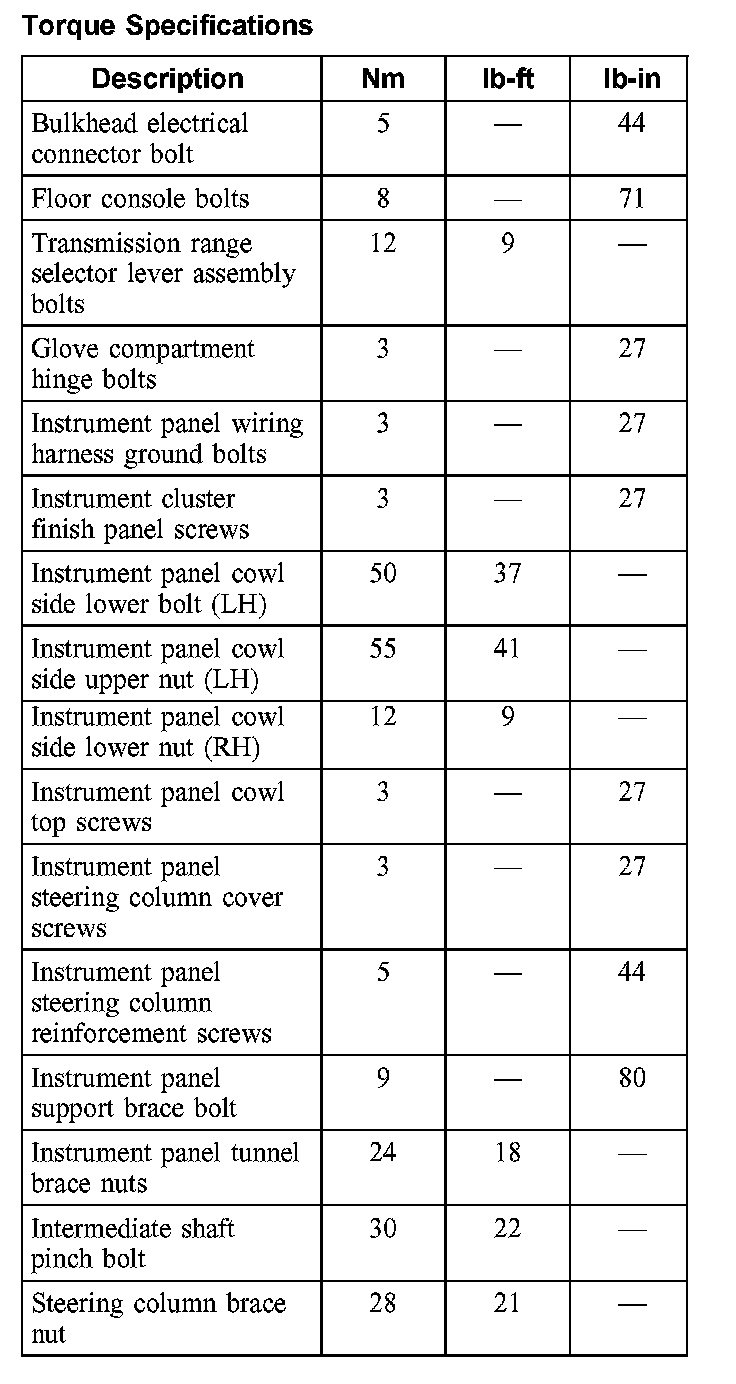 Torque Specifications
Description Nm lb-ft lb-in
Bulkhead electrical 5 — 44
connector bolt
Floor console bolts 8 — 71
Transmission range 12 9 —
selector lever assembly
bolts
Glove compartment 3 — 27
hinge bolts
Instrument panel wiring 3 — 27
harness ground bolts
Instrument cluster 3 — 27
finish panel screws
Instrument panel cowl 50 37 —
side lower bolt (LH)
Instrument panel cowl 55 41 —
side upper nut (LH)
Instrument panel cowl 12 9 —
side lower nut (RH)
Instrument panel cowl 3 — 27
top screws
Instrument panel 3 — 27
steering column cover
screws
Instrument panel 5 — 44
steering column
reinforcement screws
Instrument panel 9 — 80
support brace bolt
Instrument panel tunnel 24 18 —
brace nuts
Intermediate shaft 30 22 —
pinch bolt
Steering column brace 28 21 —
nut